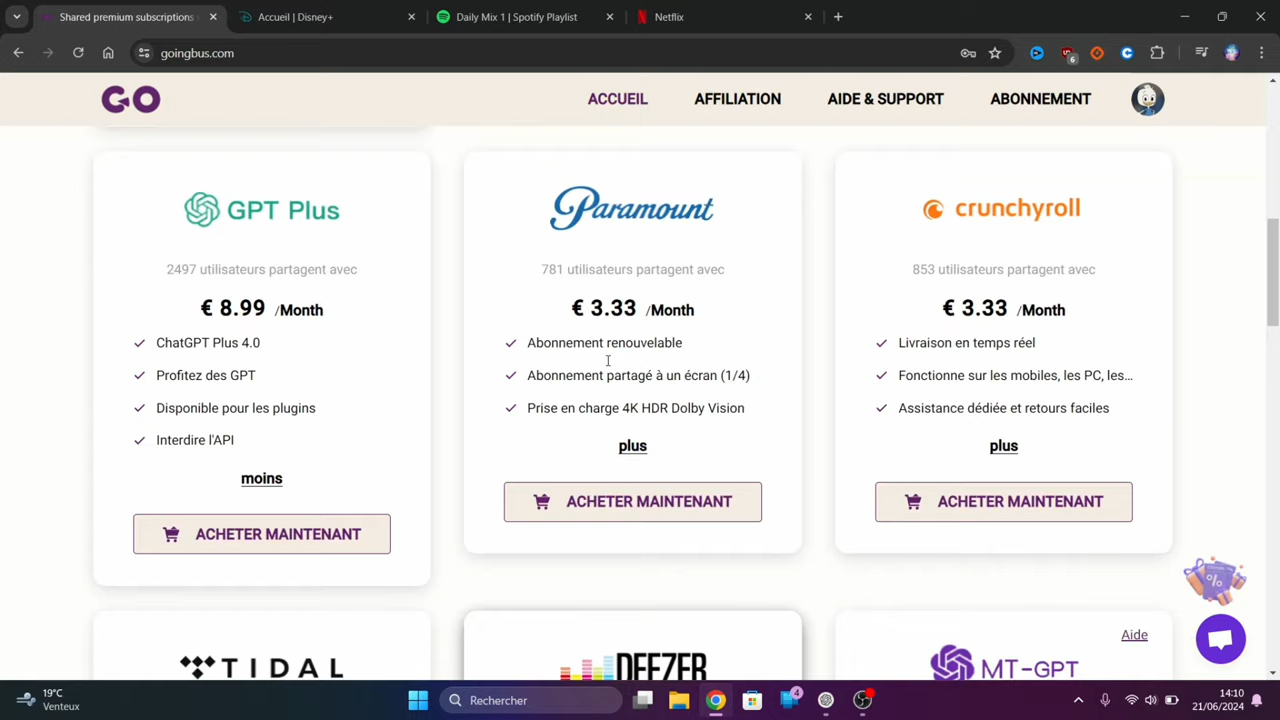 Shared premium subscriptions
Accueil | Disney+
Daily Mix 1 | Spotify Playlist
Netflix
goingbus.com
6
GO
ACCUEIL
AFFILIATION
AIDE & SUPPORT
ABONNEMENT
GPT Plus
2497 utilisateurs partagent avec
€ 8.99 /Month
ChatGPT Plus 4.0
Profitez des GPT
Disponible pour les plugins
Interdire l'API
moins
ACHETER MAINTENANT
Paramount
781 utilisateurs partagent avec
€ 3.33 /Month
Abonnement renouvelable
Abonnement partagé à un écran (1/4)
Prise en charge 4K HDR Dolby Vision
plus
ACHETER MAINTENANT
crunchyroll
853 utilisateurs partagent avec
€ 3.33 /Month
Livraison en temps réel
Fonctionne sur les mobiles, les PC, les...
Assistance dédiée et retours faciles
plus
ACHETER MAINTENANT
TIDAL
DEEZER
Aide
MT-GPT
19°C
Venteux
Rechercher
4
14:10
21/06/2024